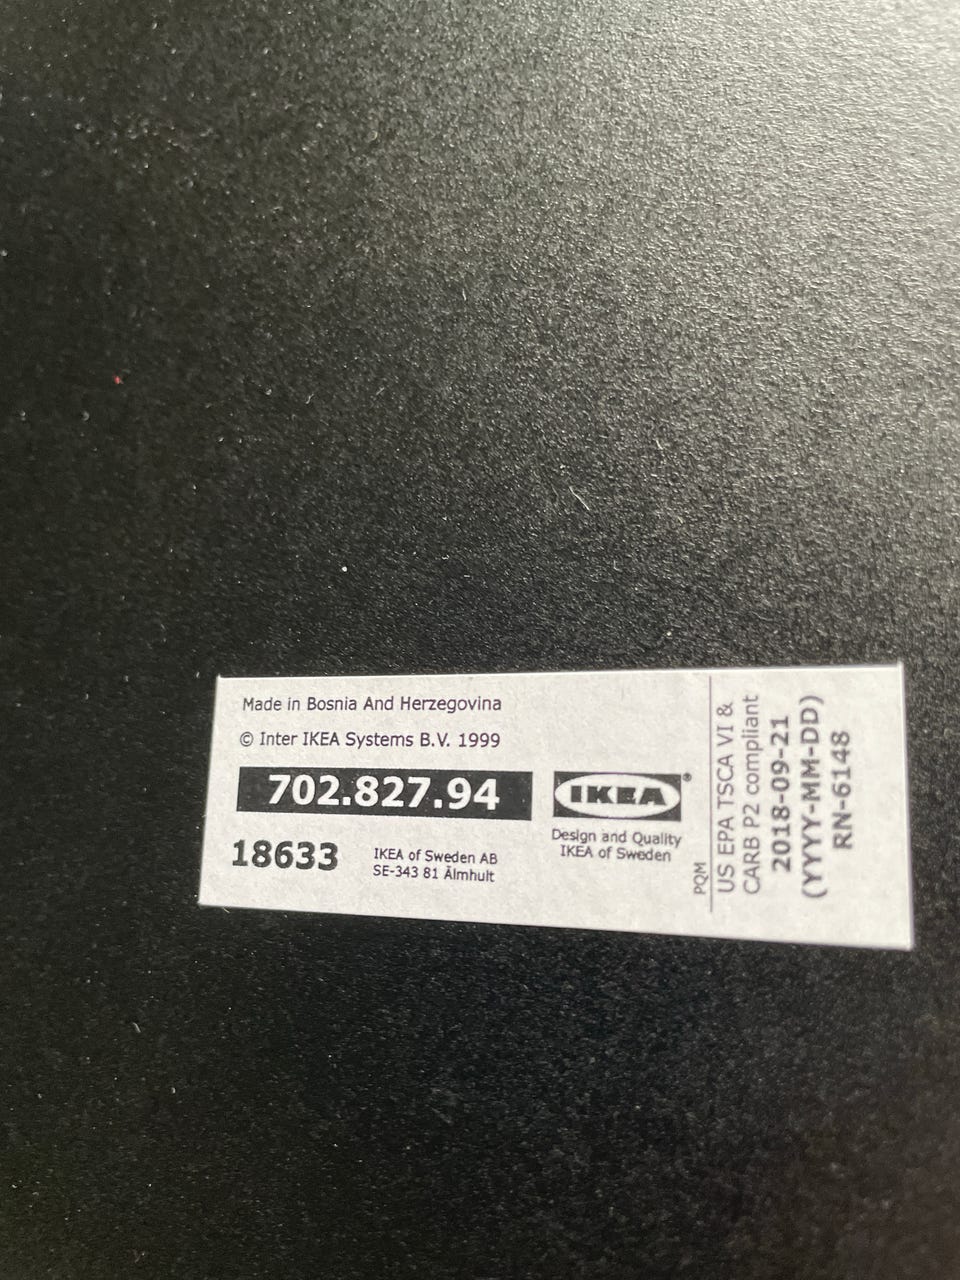 Made in Bosnia And Herzegovina
© Inter IKEA Systems B.V. 1999
702.827.94
18633
IKEA of Sweden AB
SE-343 81 Älmhult
IKEA®
Design and Quality
IKEA of Sweden
PQM
US EPA TSCA VI &
CARB P2 compliant
2018-09-21
(YYYY-MM-DD)
RN-6148